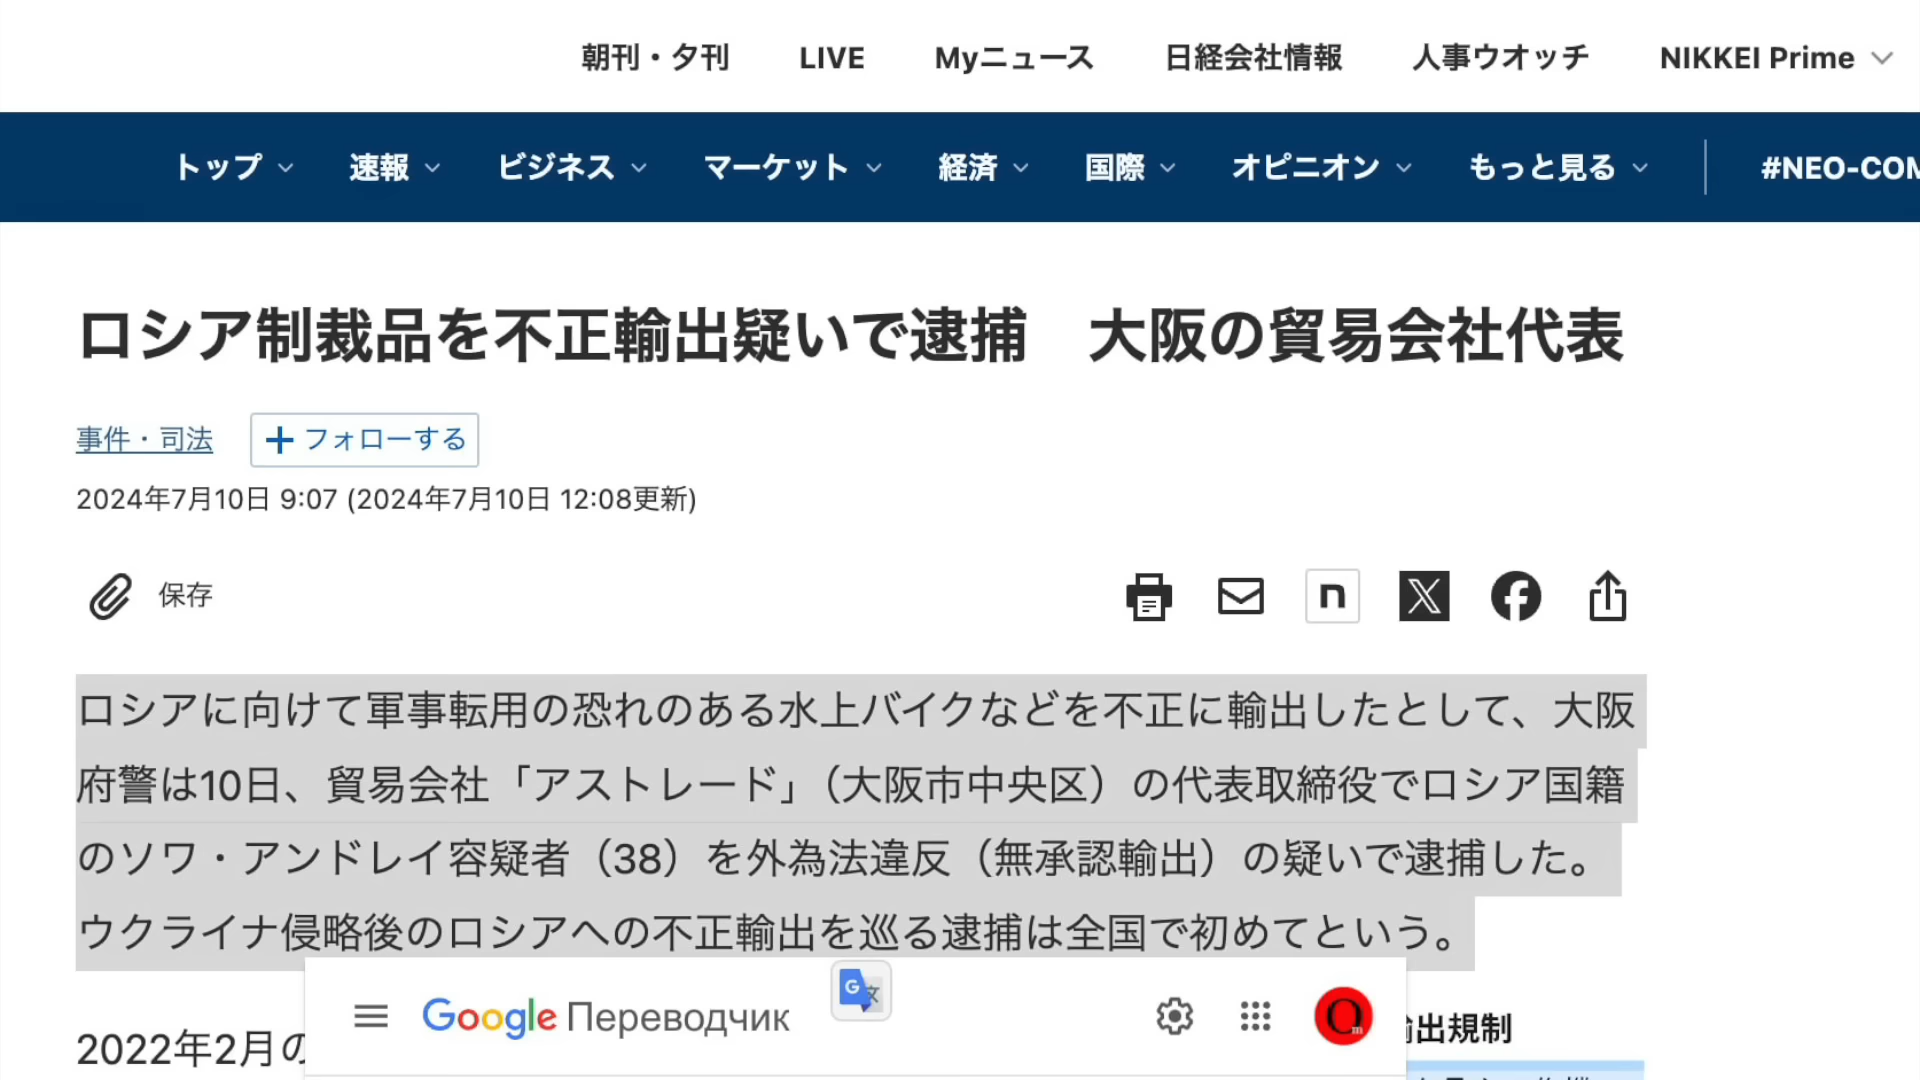 朝刊・夕刊 LIVE Myニュース 日経会社情報 人事ウオッチ NIKKEI Prime
トップ 速報 ビジネス マーケット 経済 国際 オピニオン もっと見る #NEO-COM
ロシア制裁品を不正輸出疑いで逮捕　大阪の貿易会社代表
事件・司法 フォローする
2024年7月10日 9:07 (2024年7月10日 12:08更新)
保存
ロシアに向けて軍事転用の恐れのある水上バイクなどを不正に輸出したとして、大阪
府警は10日、貿易会社「アストレード」（大阪市中央区）の代表取締役でロシア国籍
のソワ・アンドレイ容疑者（38）を外為法違反（無承認輸出）の疑いで逮捕した。
ウクライナ侵略後のロシアへの不正輸出を巡る逮捕は全国で初めてという。
Google Переводчик
2022年2月の
出規制